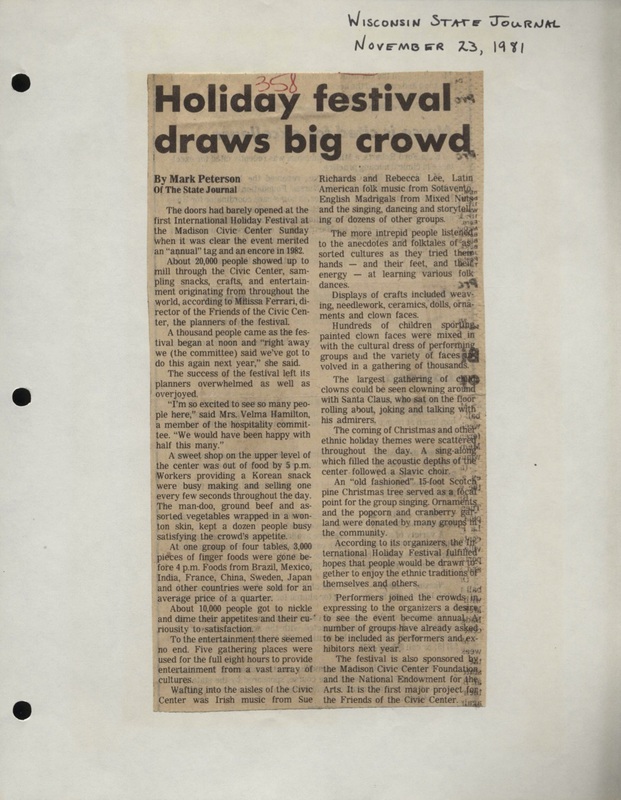 WISCONSIN STATE JOURNAL
NOVEMBER 23, 1981
358
Holiday festival
draws big crowd
By Mark Peterson
Of The State Journal
The doors had barely opened at the
first International Holiday Festival at
the Madison Civic Center Sunday
when it was clear the event merited
an "annual" tag and an encore in 1982.
About 20,000 people showed up to
mill through the Civic Center, sam-
pling snacks, crafts, and entertain-
ment originating from throughout the
world, according to Milissa Ferrari, di-
rector of the Friends of the Civic Cen-
ter, the planners of the festival.
A thousand people came as the fes-
tival began at noon and "right away
we (the committee) said we've got to
do this again next year," she said.
The success of the festival left its
planners overwhelmed as well as
overjoyed.
"I'm so excited to see so many peo-
ple here," said Mrs. Velma Hamilton,
a member of the hospitality commit-
tee. "We would have been happy with
half this many."
A sweet shop on the upper level of
the center was out of food by 5 p.m.
Workers providing a Korean snack
were busy making and selling one
every few seconds throughout the day.
The man-doo, ground beef and as-
sorted vegetables wrapped in a won-
ton skin, kept a dozen people busy
satisfying the crowd's appetite.
At one group of four tables, 3,000
pieces of finger foods were gone be-
fore 4 p.m. Foods from Brazil, Mexico,
India, France, China, Sweden, Japan
and other countries were sold for an
average price of a quarter.
About 10,000 people got to nickle
and dime their appetites and their cu-
riousity to satisfaction.
To the entertainment there seemed
no end. Five gathering places were
used for the full eight hours to provide
entertainment from a vast array of
cultures.
Wafting into the aisles of the Civic
Center was Irish music from Sue
Richards and Rebecca Lee, Latin
American folk music from Sotavento,
English Madrigals from Mixed Nuts
and the singing, dancing and storytell-
ing of dozens of other groups.
The more intrepid people listened
to the anecdotes and folktales of as-
sorted cultures as they tried their
hands — and their feet, and their
energy — at learning various folk
dances.
Displays of crafts included weav-
ing, needlework, ceramics, dolls, orna-
ments and clown faces.
Hundreds of children sporting
painted clown faces were mixed in
with the cultural dress of performing
groups and the variety of faces in-
volved in a gathering of thousands.
The largest gathering of
clowns could be seen clowning around
with Santa Claus, who sat on the floor
rolling about, joking and talking with
his admirers.
The coming of Christmas and other
ethnic holiday themes were scattered
throughout the day. A sing-along
which filled the acoustic depths of the
center followed a Slavic choir.
An "old fashioned" 15-foot Scotch
pine Christmas tree served as a focal
point for the group singing. Ornaments
and the popcorn and cranberry gar-
land were donated by many groups in
the community.
According to its organizers, the In-
ternational Holiday Festival fulfilled
hopes that people would be drawn to-
gether to enjoy the ethnic traditions of
themselves and others.
Performers joined the crowds in
expressing to the organizers a desire
to see the event become annual. A
number of groups have already asked
to be included as performers and ex-
hibitors next year.
The festival is also sponsored by
the Madison Civic Center Foundation
and the National Endowment for the
Arts. It is the first major project for
the Friends of the Civic Center.